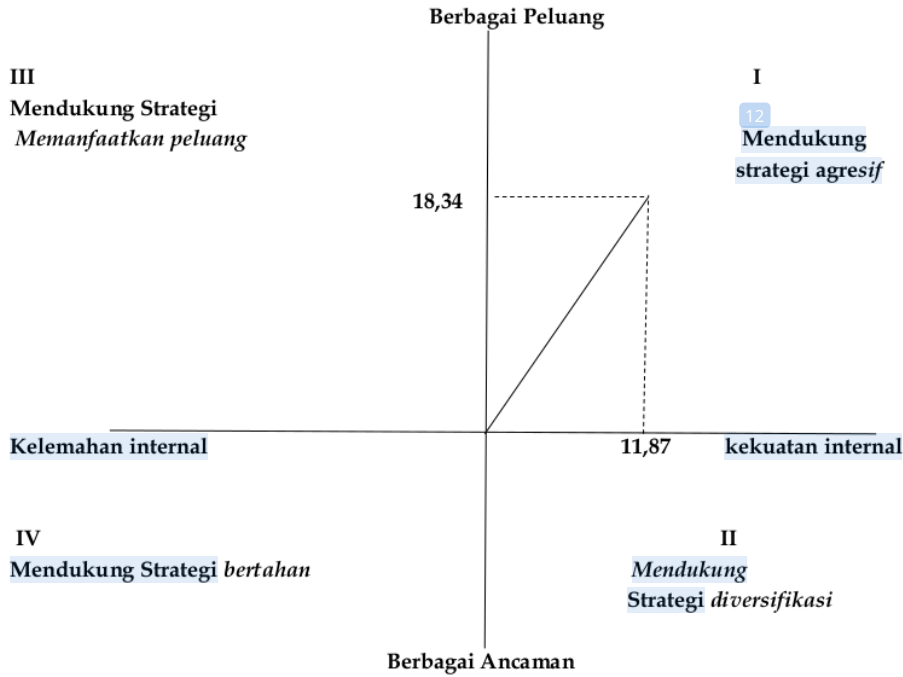 Berbagai Peluang
III
Mendukung Strategi
Memanfaatkan peluang
I
12
Mendukung
strategi agresif
18,34
Kelemahan internal
11,87
kekuatan internal
IV
Mendukung Strategi bertahan
II
Mendukung
Strategi diversifikasi
Berbagai Ancaman